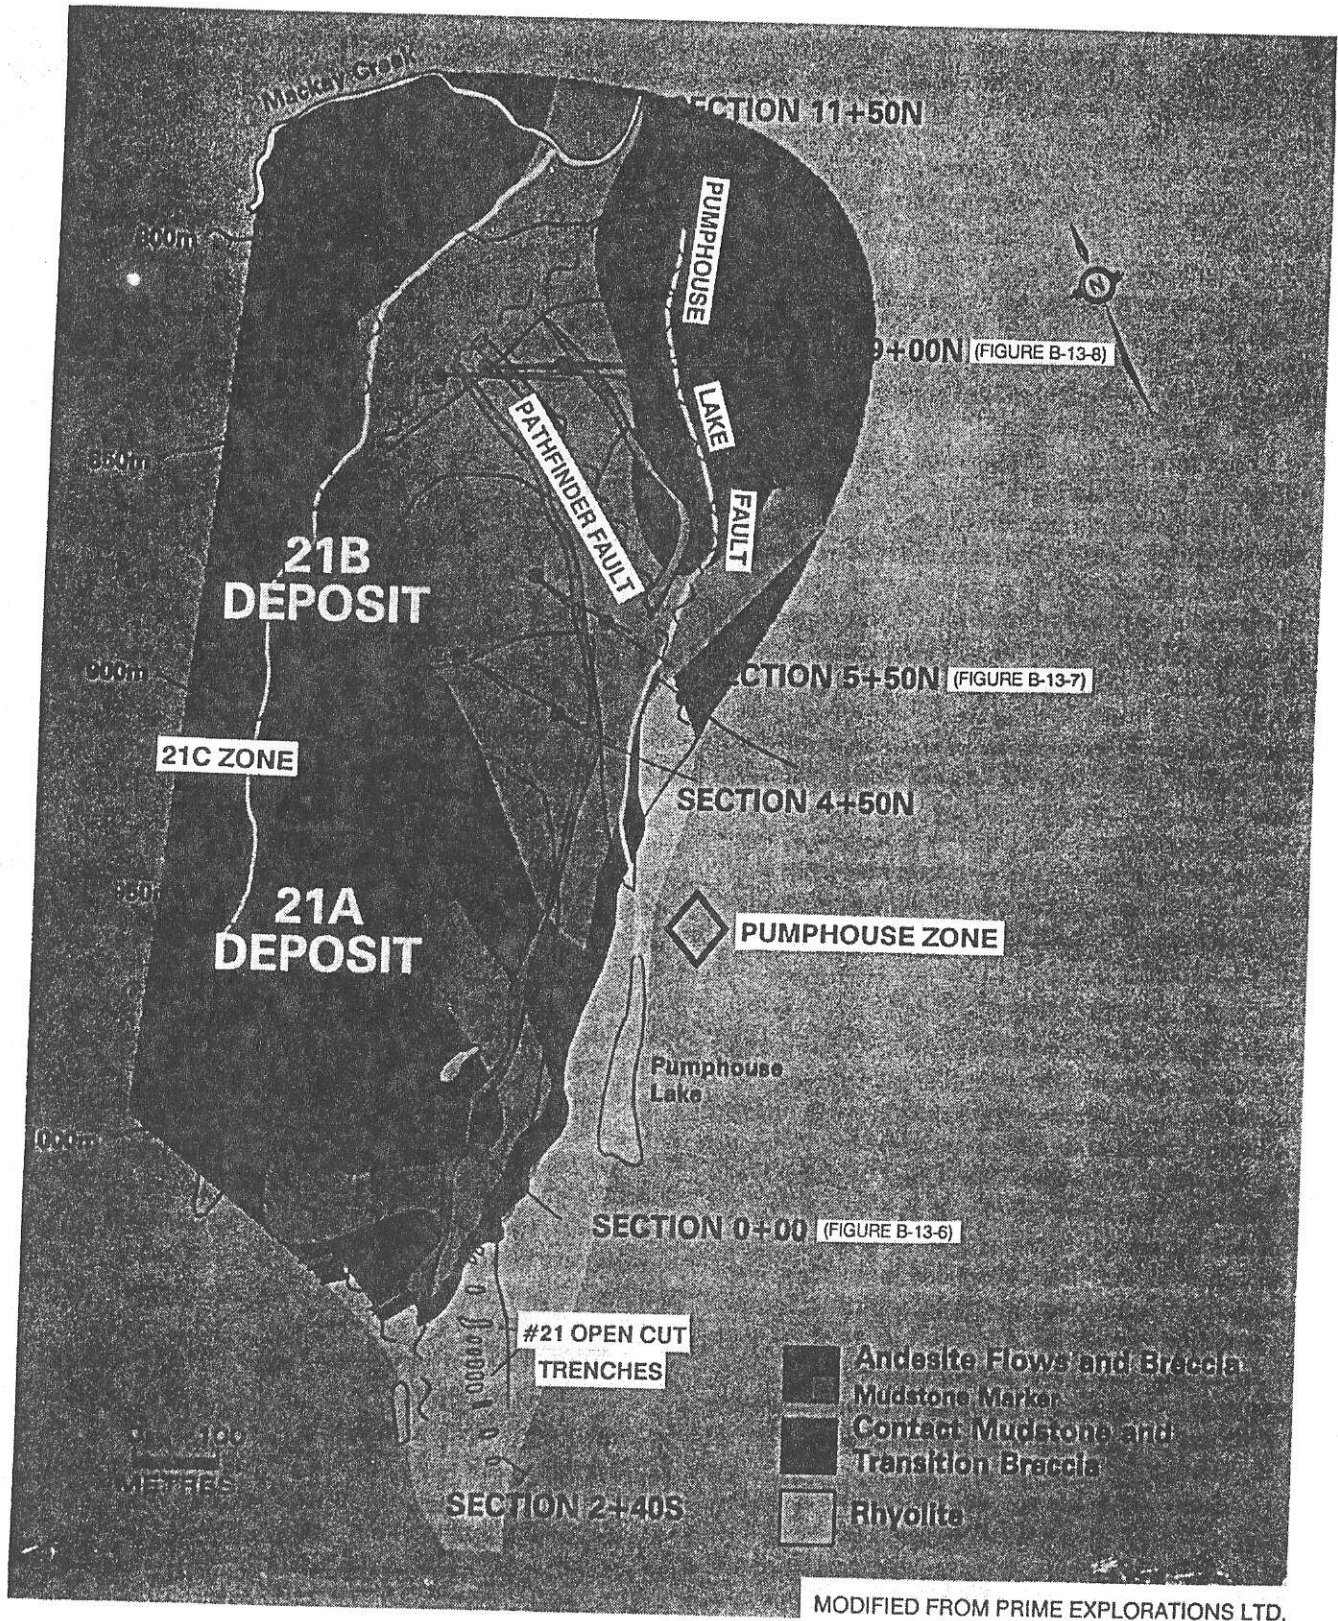 Mackay Creek
SECTION 11+50N
PUMPHOUSE
800m
N
9+00N (FIGURE B-13-8)
LAKE
PATHFINDER FAULT
850m
FAULT
21B
DEPOSIT
900m
SECTION 5+50N (FIGURE B-13-7)
21C ZONE
SECTION 4+50N
21A
DEPOSIT
PUMPHOUSE ZONE
Pumphouse
Lake
000m
SECTION 0+00 (FIGURE B-13-6)
#21 OPEN CUT
TRENCHES
Andesite Flows and Breccia
Mudstone Marker
Contact Mudstone and
Transition Breccia
100
METRES
SECTION 2+40S
Rhyolite
MODIFIED FROM PRIME EXPLORATIONS LTD.